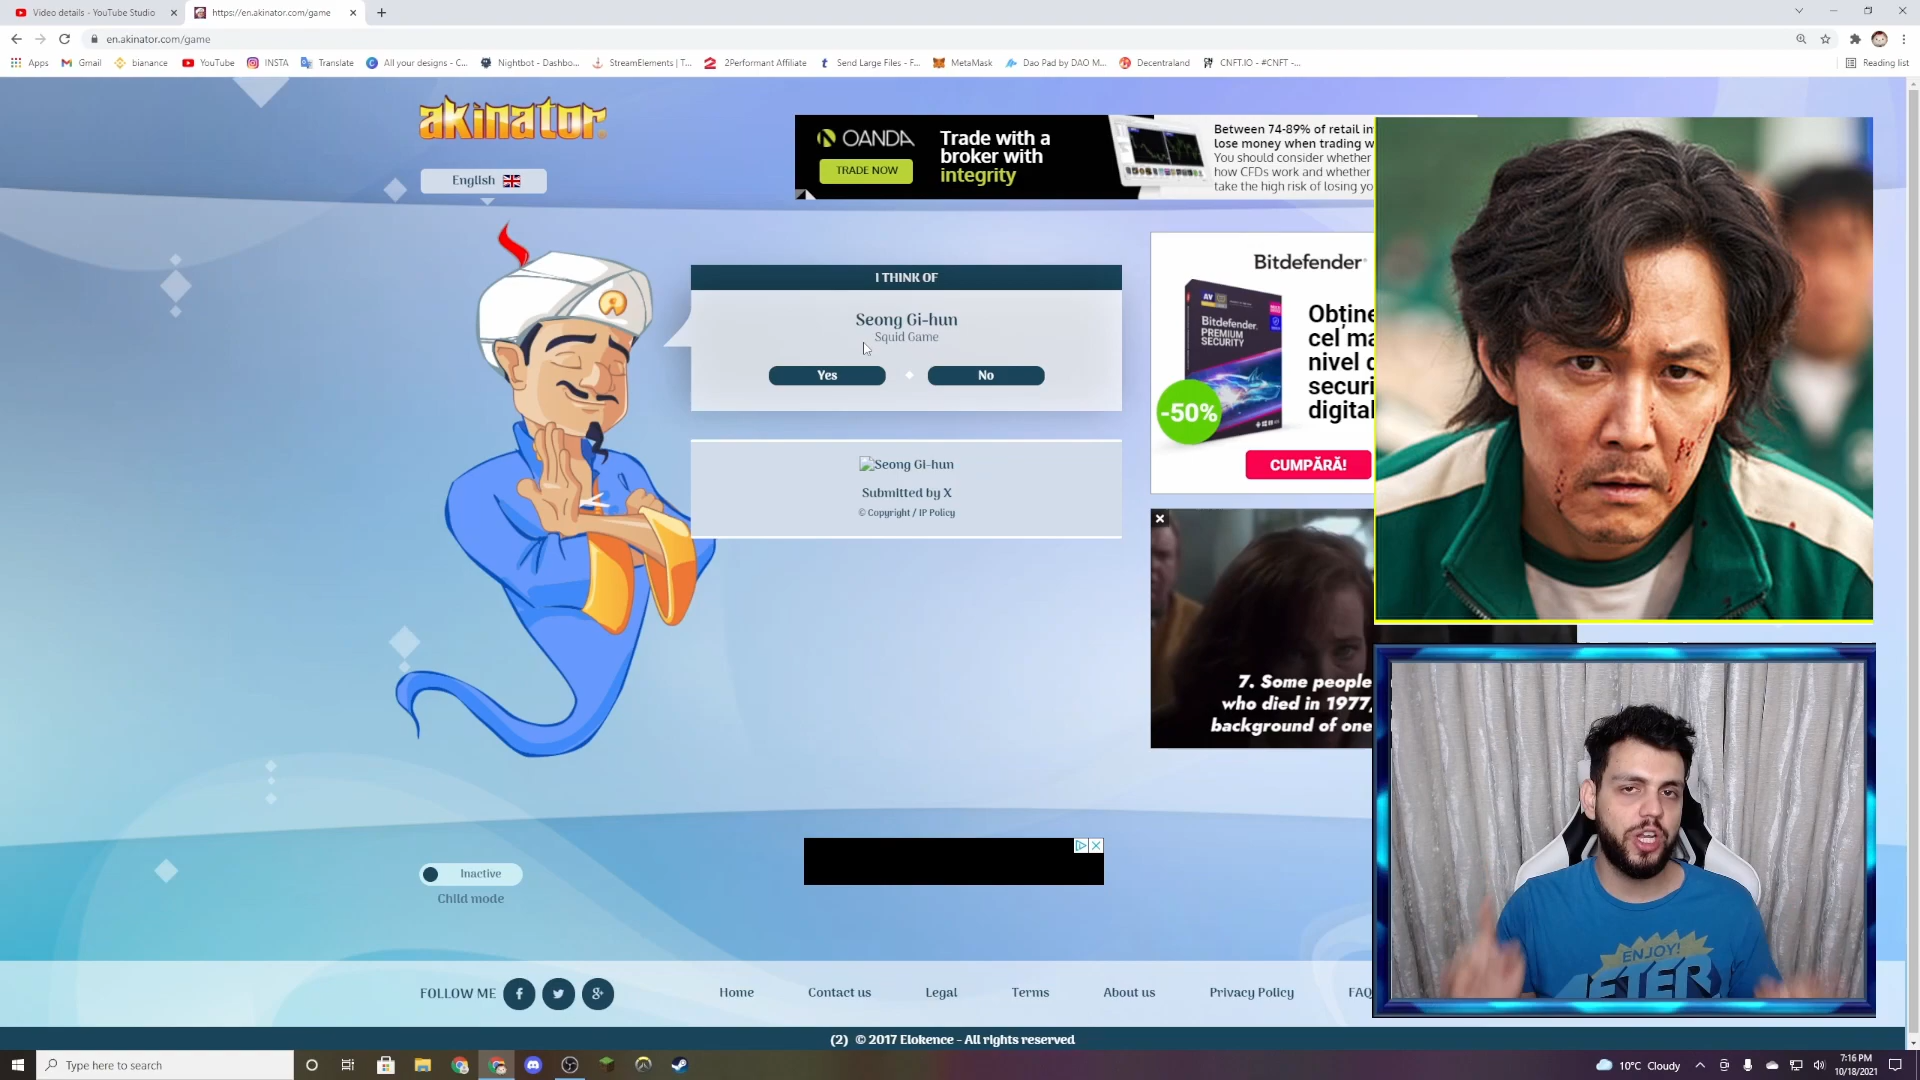 Video details - YouTube Studio
https://en.akinator.com/game
en.akinator.com/game
Apps
Gmail
bianance
YouTube
INSTA
Translate
All your designs - C...
Nightbot - Dashbo...
StreamElements | T...
2Performant Affiliate
Send Large Files - F...
MetaMask
Dao Pad by DAO M...
Decentraland
CNFT.IO - #CNFT -...
Reading list
akinator
English
OANDA
TRADE NOW
Trade with a
broker with
integrity
Between 74-89% of retail in
lose money when trading w
You should consider whether
how CFDs work and whether
take the high risk of losing yo
I THINK OF
Seong Gi-hun
Squid Game
Yes
No
Seong Gi-hun
Submitted by X
© Copyright / IP Policy
Bitdefender
Bitdefender
PREMIUM
SECURITY
-50%
Obține
cel ma
nivel d
securi
digital
CUMPĂRĂ!
7. Some people
who died in 1977,
background of one
ENJOY!
Inactive
Child mode
FOLLOW ME
Home
Contact us
Legal
Terms
About us
Privacy Policy
FAQ
(2) © 2017 Elokence - All rights reserved
Type here to search
10°C Cloudy
7:16 PM
10/18/2021